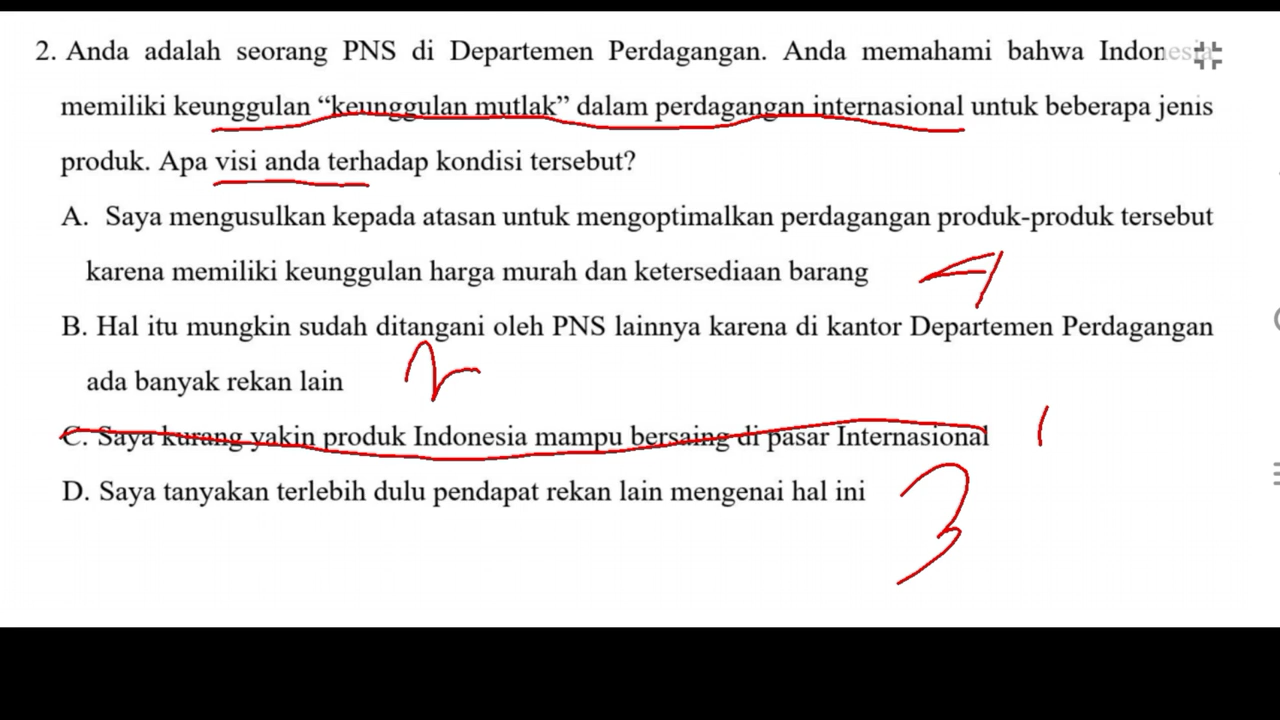 2. Anda adalah seorang PNS di Departemen Perdagangan. Anda memahami bahwa Indonesia
memiliki keunggulan “keunggulan mutlak” dalam perdagangan internasional untuk beberapa jenis
produk. Apa visi anda terhadap kondisi tersebut?
A. Saya mengusulkan kepada atasan untuk mengoptimalkan perdagangan produk-produk tersebut
karena memiliki keunggulan harga murah dan ketersediaan barang 4
B. Hal itu mungkin sudah ditangani oleh PNS lainnya karena di kantor Departemen Perdagangan
ada banyak rekan lain 2
C. Saya kurang yakin produk Indonesia mampu bersaing di pasar Internasional 1
D. Saya tanyakan terlebih dulu pendapat rekan lain mengenai hal ini 3